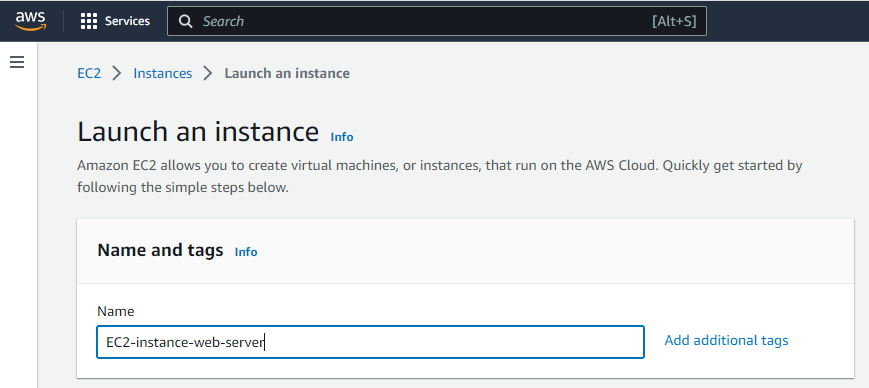 aws Services Search [Alt+S]
EC2 Instances Launch an instance
Launch an instance Info
Amazon EC2 allows you to create virtual machines, or instances, that run on the AWS Cloud. Quickly get started by
following the simple steps below.
Name and tags Info
Name
EC2-instance-web-server Add additional tags